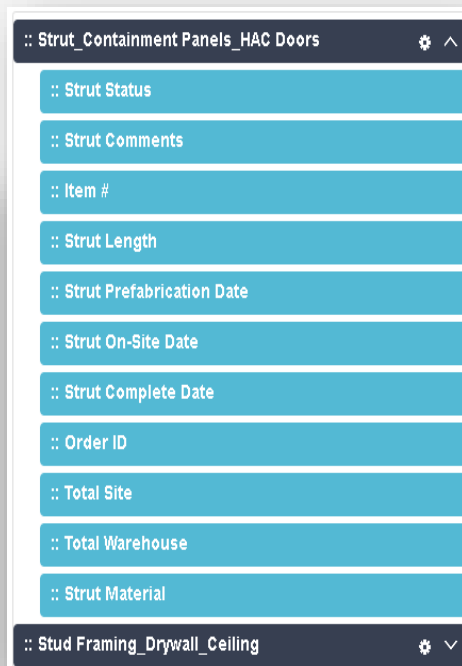 :: Strut_Containment Panels_HAC Doors
:: Strut Status
:: Strut Comments
:: Item #
:: Strut Length
:: Strut Prefabrication Date
:: Strut On-Site Date
:: Strut Complete Date
:: Order ID
:: Total Site
:: Total Warehouse
:: Strut Material
:: Stud Framing_Drywall_Ceiling